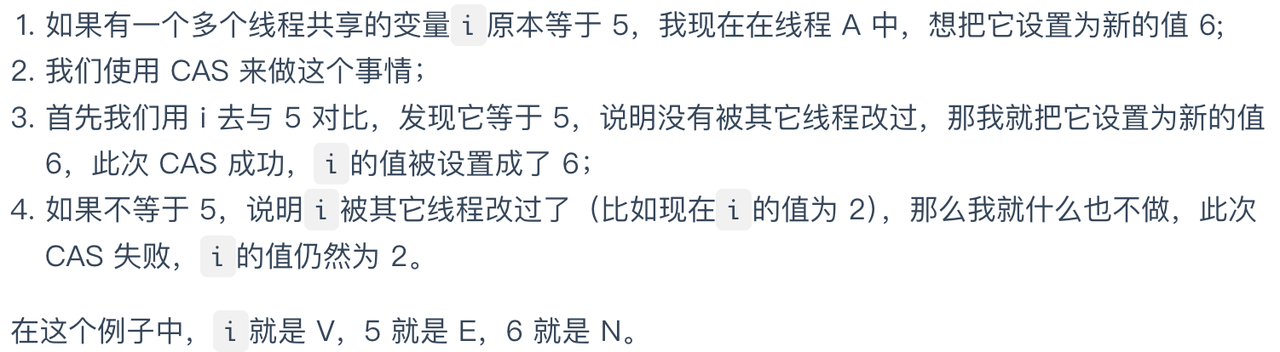 1. 如果有一个多个线程共享的变量 i 原本等于 5，我现在在线程 A 中，想把它设置为新的值 6;
2. 我们使用 CAS 来做这个事情；
3. 首先我们用 i 去与 5 对比，发现它等于 5，说明没有被其它线程改过，那我就把它设置为新的值
6，此次 CAS 成功， i 的值被设置成了 6；
4. 如果不等于 5，说明 i 被其它线程改过了（比如现在 i 的值为 2），那么我就什么也不做，此次
CAS 失败， i 的值仍然为 2。
在这个例子中， i 就是 V，5 就是 E，6 就是 N。